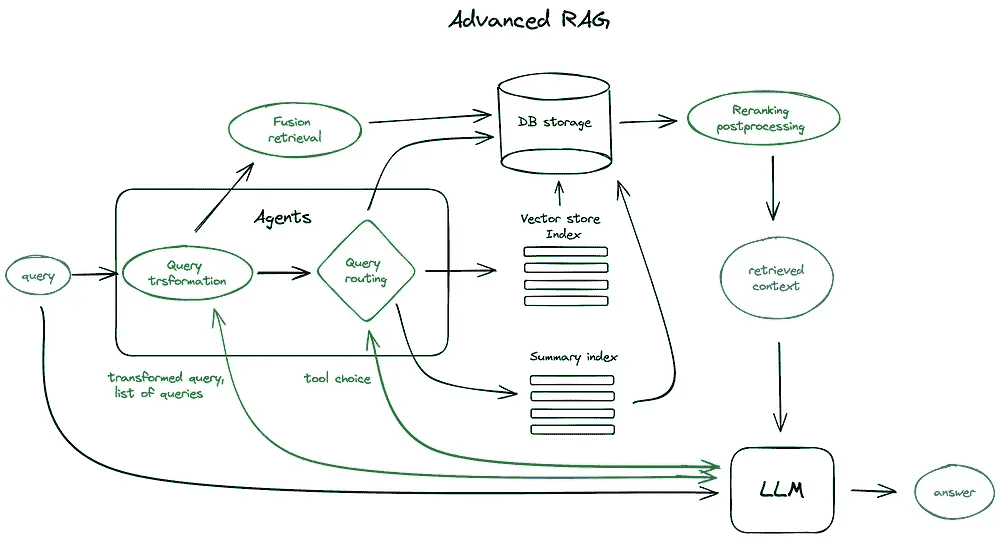 Advanced RAG
Fusion
retrieval
DB storage
Reranking
postprocessing
Agents
query
Query
trsformation
Query
routing
Vector store
Index
retrieved
context
Summary index
transformed query,
list of queries
tool choice
LLM
answer